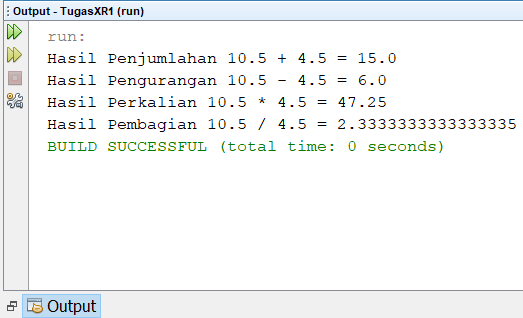 Output - TugasXR1 (run)
run:
Hasil Penjumlahan 10.5 + 4.5 = 15.0
Hasil Pengurangan 10.5 - 4.5 = 6.0
Hasil Perkalian 10.5 * 4.5 = 47.25
Hasil Pembagian 10.5 / 4.5 = 2.3333333333333335
BUILD SUCCESSFUL (total time: 0 seconds)
Output